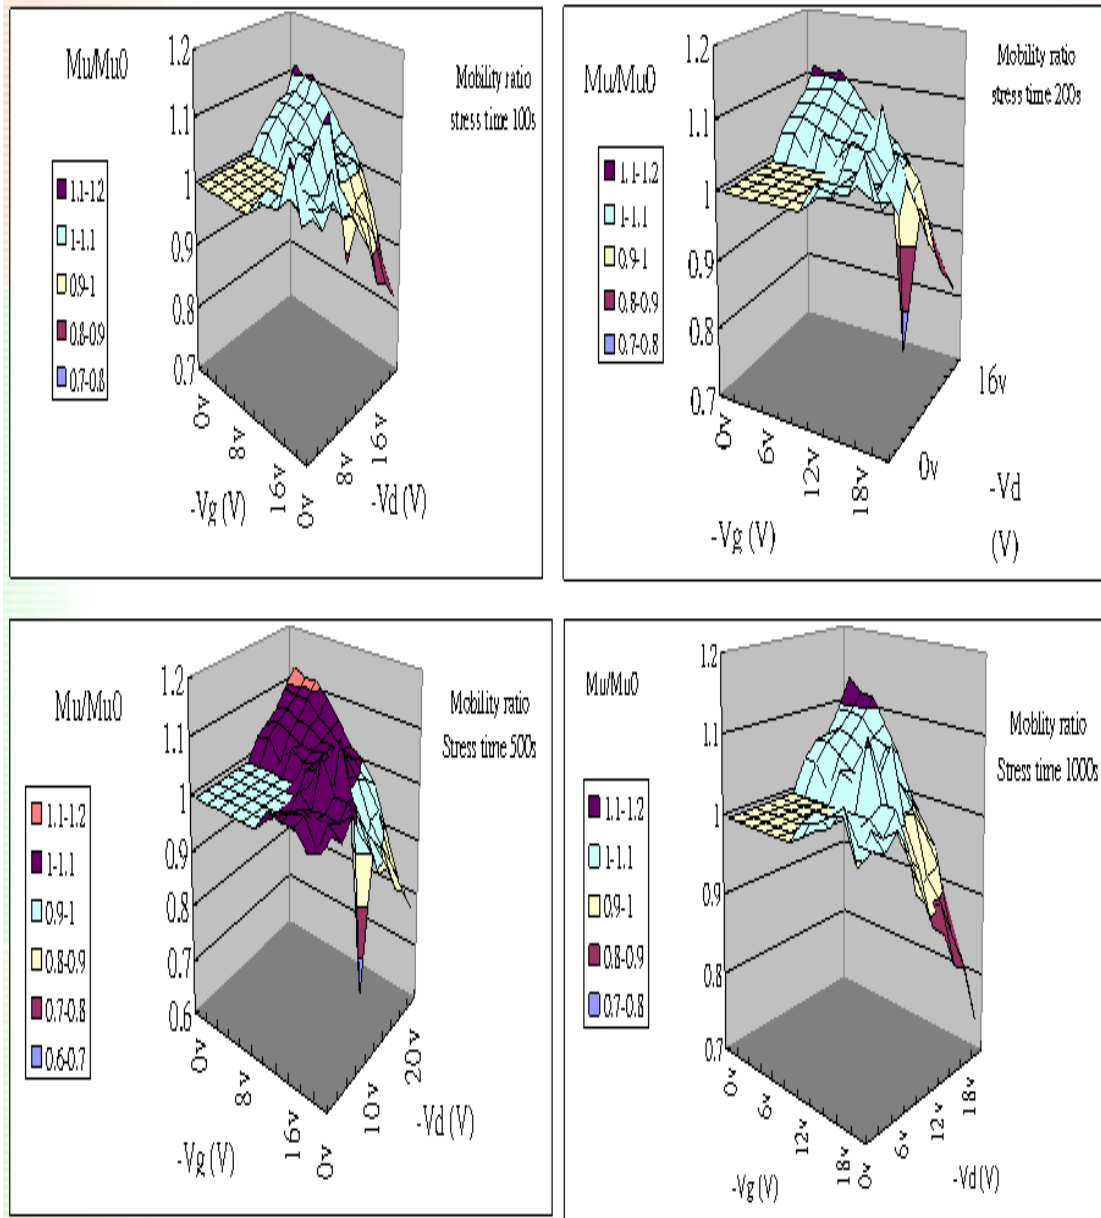 Mu/Mu0
Mobility ratio
stress time 100s
1.2
1.1
1
0.9
0.8
0.7
1.1-1.2
1-1.1
0.9-1
0.8-0.9
0.7-0.8
0v
8v
16v
-Vg (V)
0v
8v
16v
-Vd (V)
Mu/Mu0
Mobility ratio
stress time 200s
1.2
1.1
1
0.9
0.8
0.7
1.1-1.2
1-1.1
0.9-1
0.8-0.9
0.7-0.8
0v
6v
12v
18v
-Vg (V)
0v
16v
-Vd
(V)
Mu/Mu0
Mobility ratio
Stress time 500s
1.2
1.1
1
0.9
0.8
0.7
0.6
1.1-1.2
1-1.1
0.9-1
0.8-0.9
0.7-0.8
0.6-0.7
0v
8v
16v
-Vg (V)
0v
10v
20v
-Vd (V)
Mu/Mu0
Moblity ratio
Stress time 1000s
1.2
1.1
1
0.9
0.8
0.7
1.1-1.2
1-1.1
0.9-1
0.8-0.9
0.7-0.8
0v
6v
12v
18v
-Vg (V)
0v
6v
12v
18v
-Vd (V)